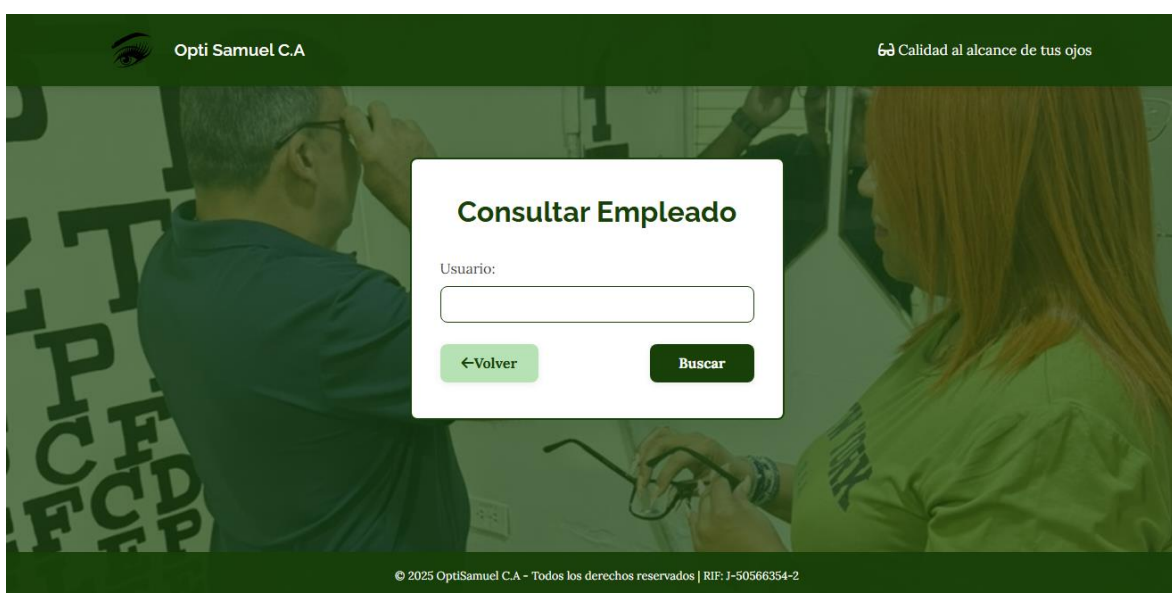 Opti Samuel C.A
Calidad al alcance de tus ojos
Consultar Empleado
Usuario:
←Volver
Buscar
© 2025 OptiSamuel C.A - Todos los derechos reservados | RIF: J-50566354-2